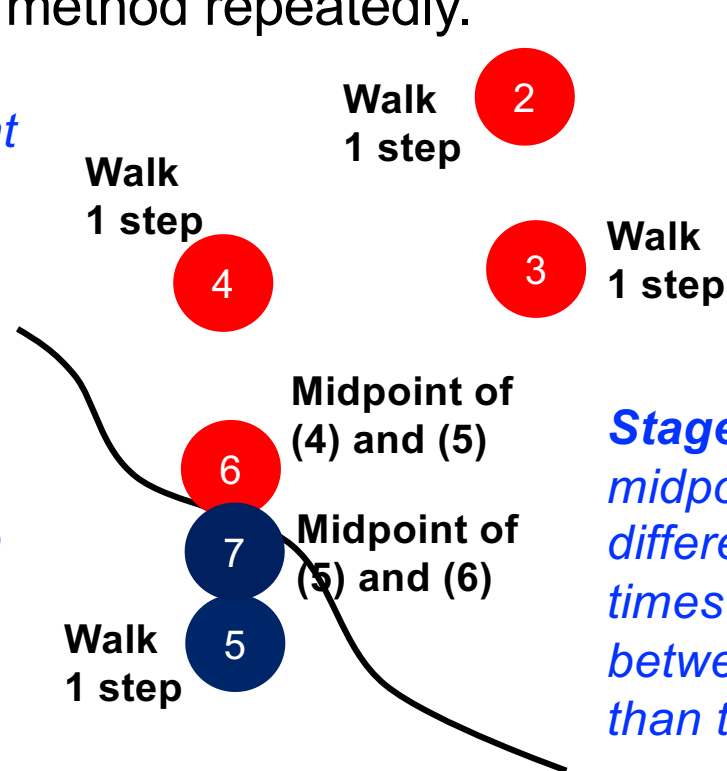 method repeatedly.
Walk
1 step
2
Walk
1 step
4
3
Walk
1 step
Midpoint of
(4) and (5)
6
7
Midpoint of
(5) and (6)
Walk
1 step
5
Stage
midpo
differe
times
betwe
than t